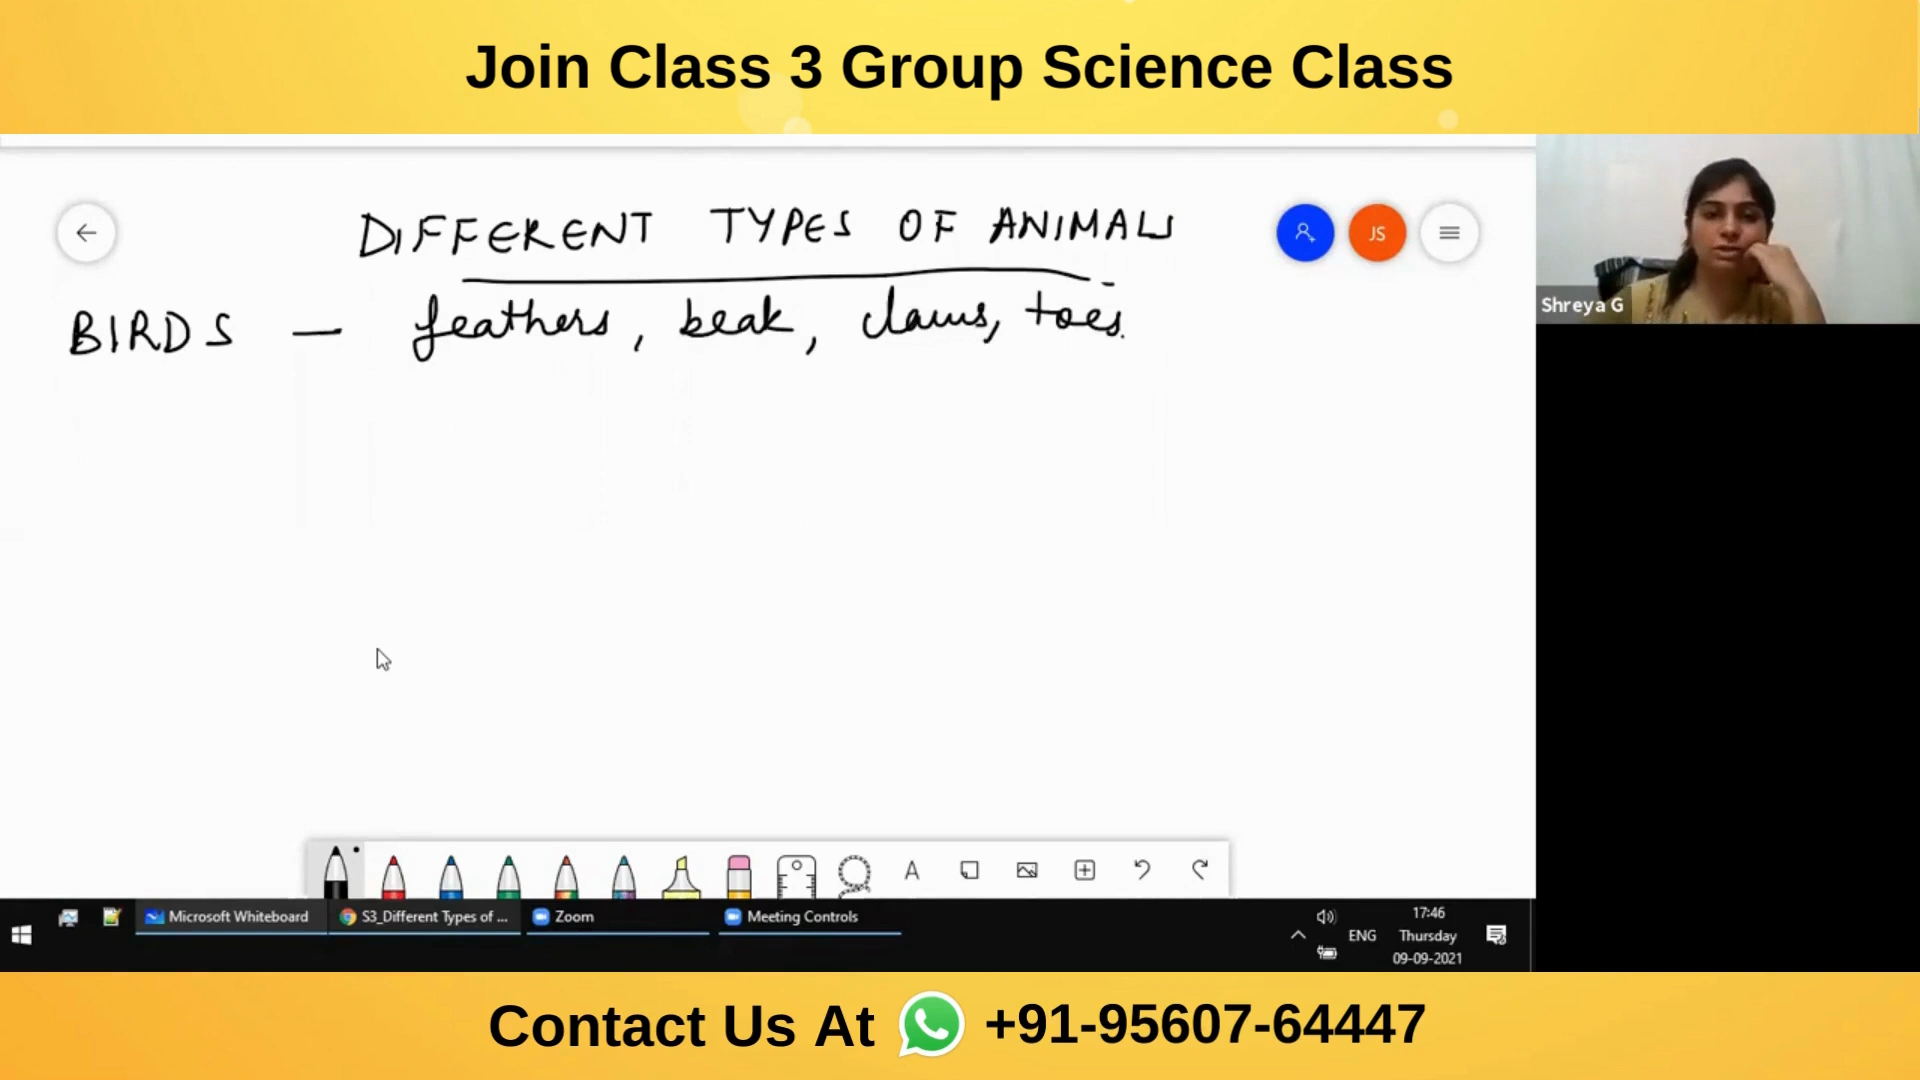 Join Class 3 Group Science Class
DIFFERENT TYPES OF ANIMALS
JS
Shreya G
BIRDS — feathers, beak, claws, toes.
A
Microsoft Whiteboard
S3_Different Types of ...
Zoom
Meeting Controls
ENG
17:46
Thursday
09-09-2021
Contact Us At +91-95607-64447